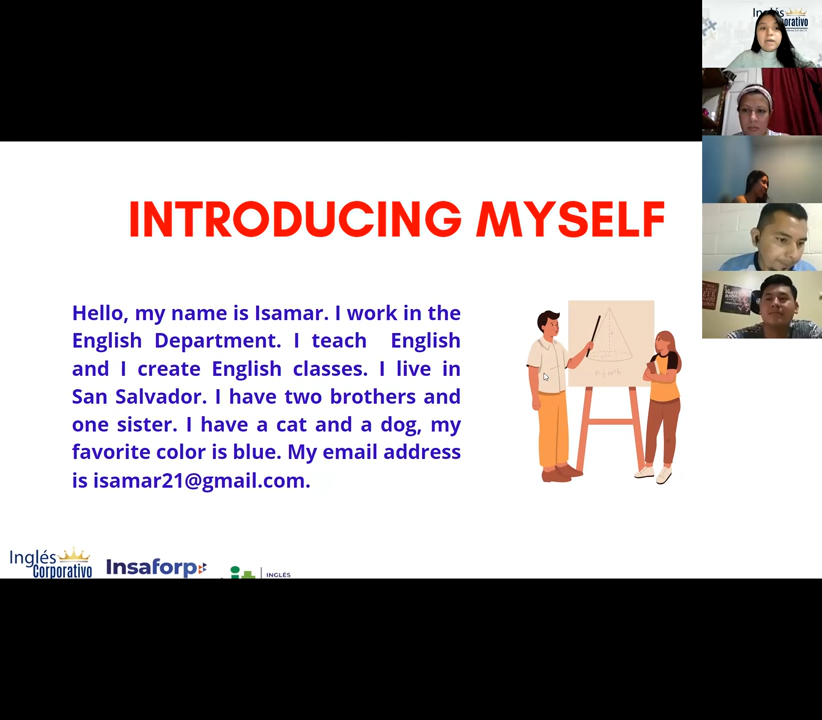 INTRODUCING MYSELF
Hello, my name is Isamar. I work in the
English Department. I teach English
and I create English classes. I live in
San Salvador. I have two brothers and
one sister. I have a cat and a dog, my
favorite color is blue. My email address
is isamar21@gmail.com.
Inglés
Corporativo
Insaforp
INGLÉS